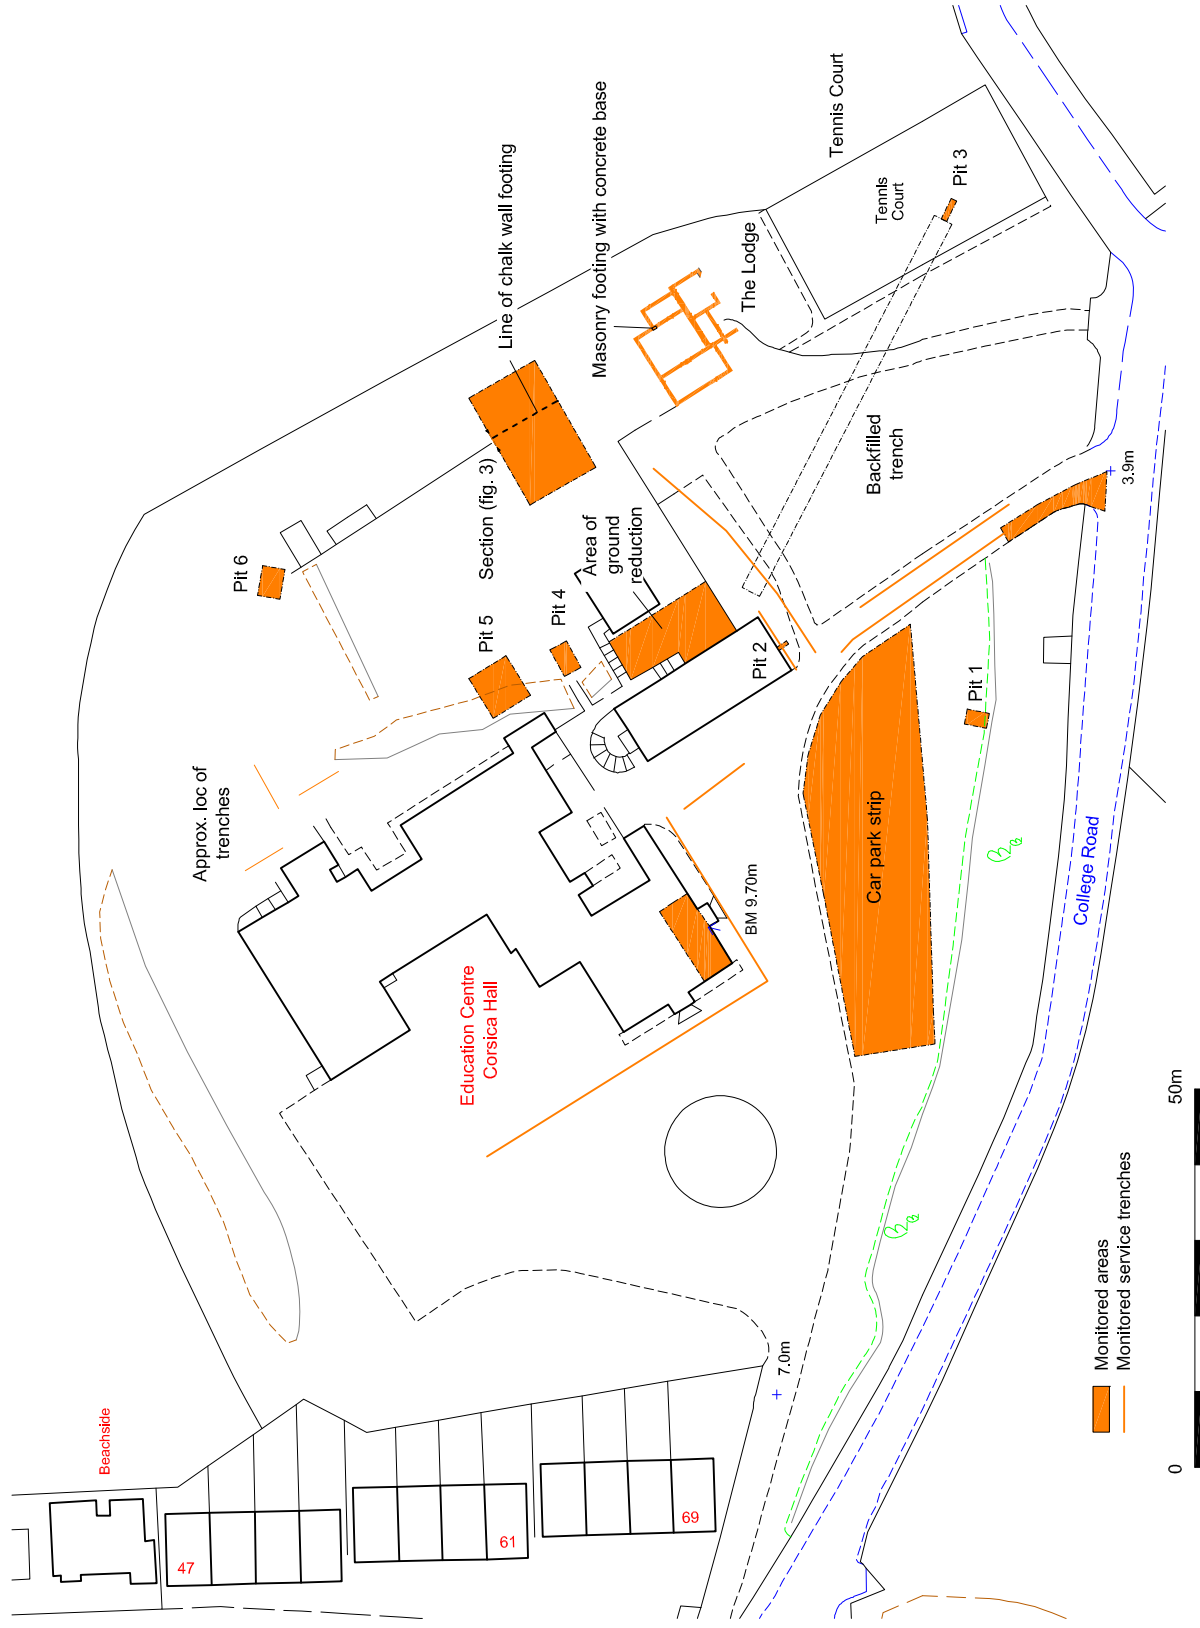 Tennis Court
Tennis
Court
Pit 3
The Lodge
Masonry footing with concrete base
Line of chalk wall footing
Section (fig. 3)
Backfilled
trench
3.9m
Area of
ground
reduction
Pit 6
Pit 5
Pit 4
Pit 2
Pit 1
Approx. loc of
trenches
Car park strip
BM 9.70m
College Road
Education Centre
Corsica Hall
7.0m
Beachside
47
61
69
Monitored areas
Monitored service trenches
0
50m